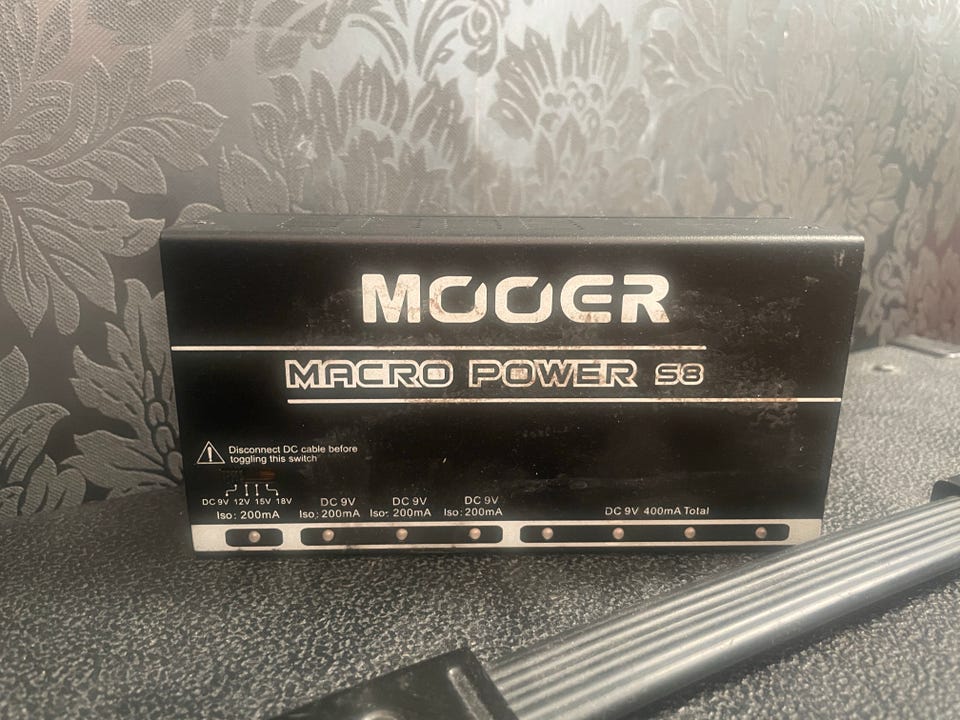 MOOER
MACRO POWER S8
Disconnect DC cable before
toggling this switch
DC 9V 12V 15V 18V
Iso: 200mA
DC 9V
Iso: 200mA
DC 9V
Iso: 200mA
DC 9V
Iso: 200mA
DC 9V 400mA Total